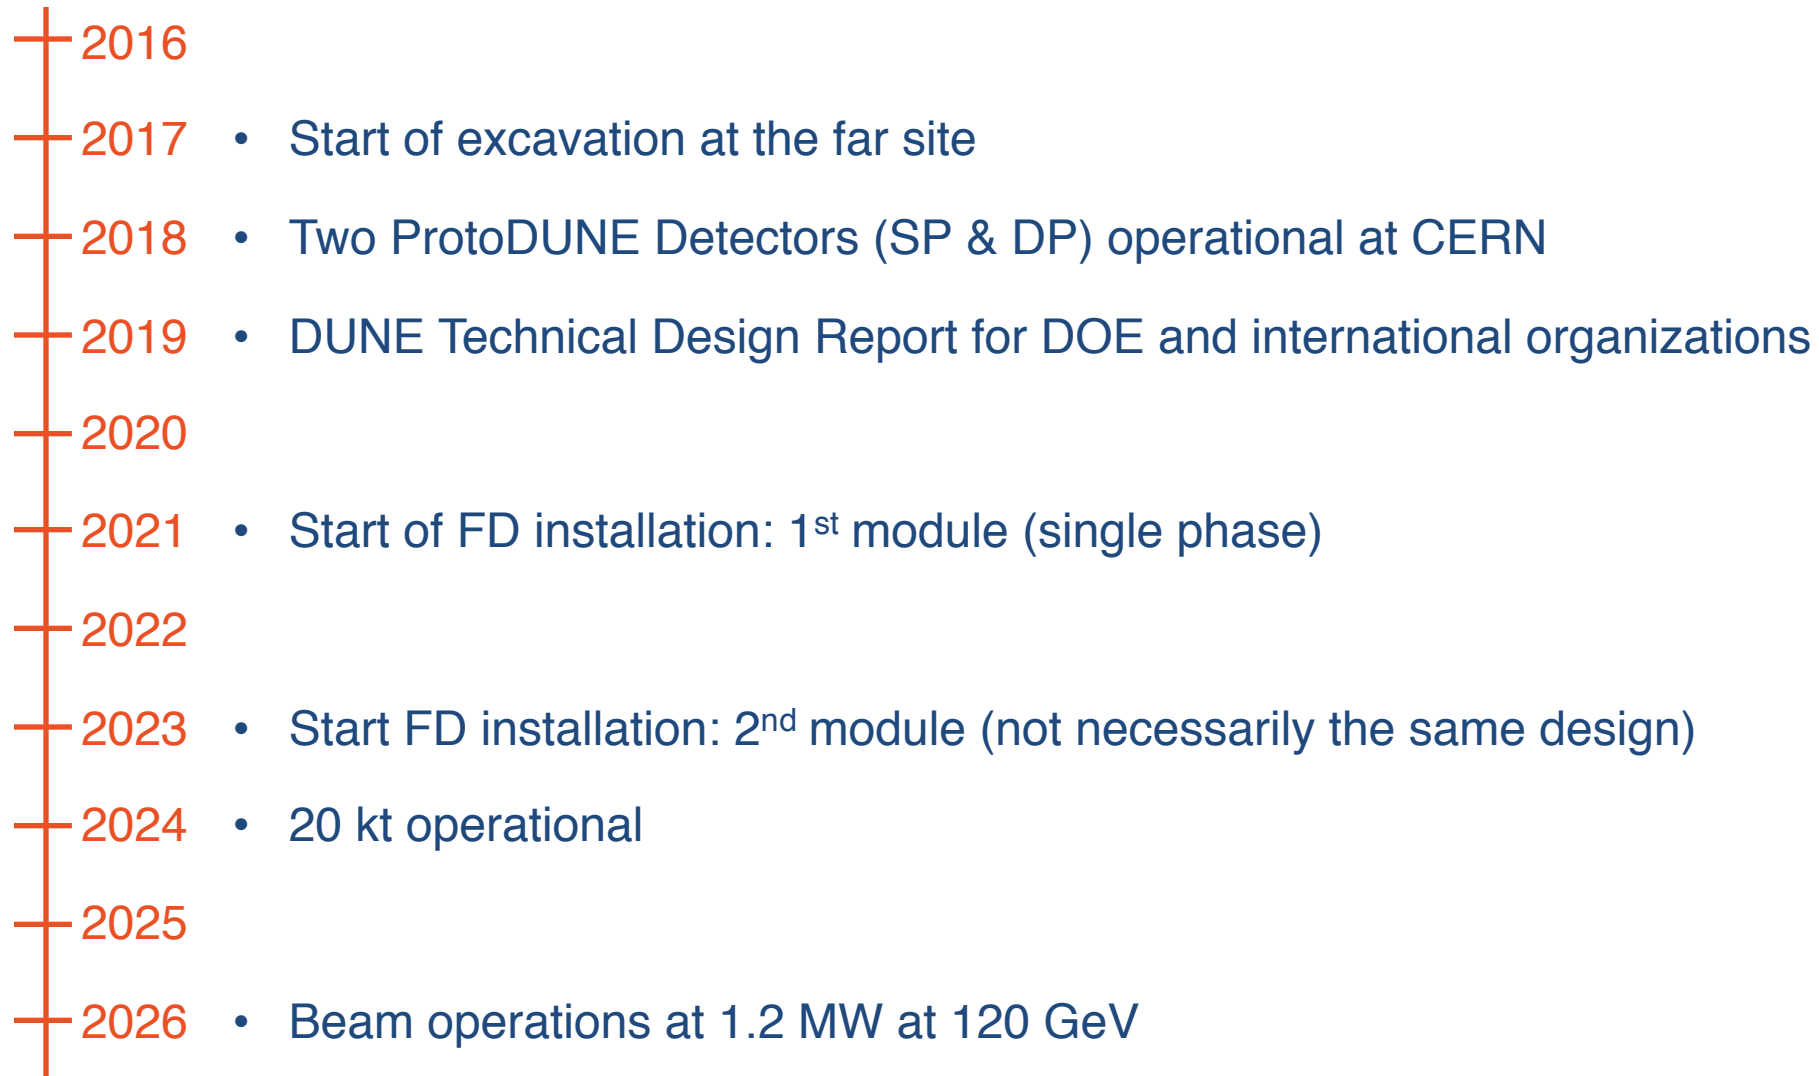 2016
2017 • Start of excavation at the far site
2018 • Two ProtoDUNE Detectors (SP & DP) operational at CERN
2019 • DUNE Technical Design Report for DOE and international organizations
2020
2021 • Start of FD installation: 1st module (single phase)
2022
2023 • Start FD installation: 2nd module (not necessarily the same design)
2024 • 20 kt operational
2025
2026 • Beam operations at 1.2 MW at 120 GeV